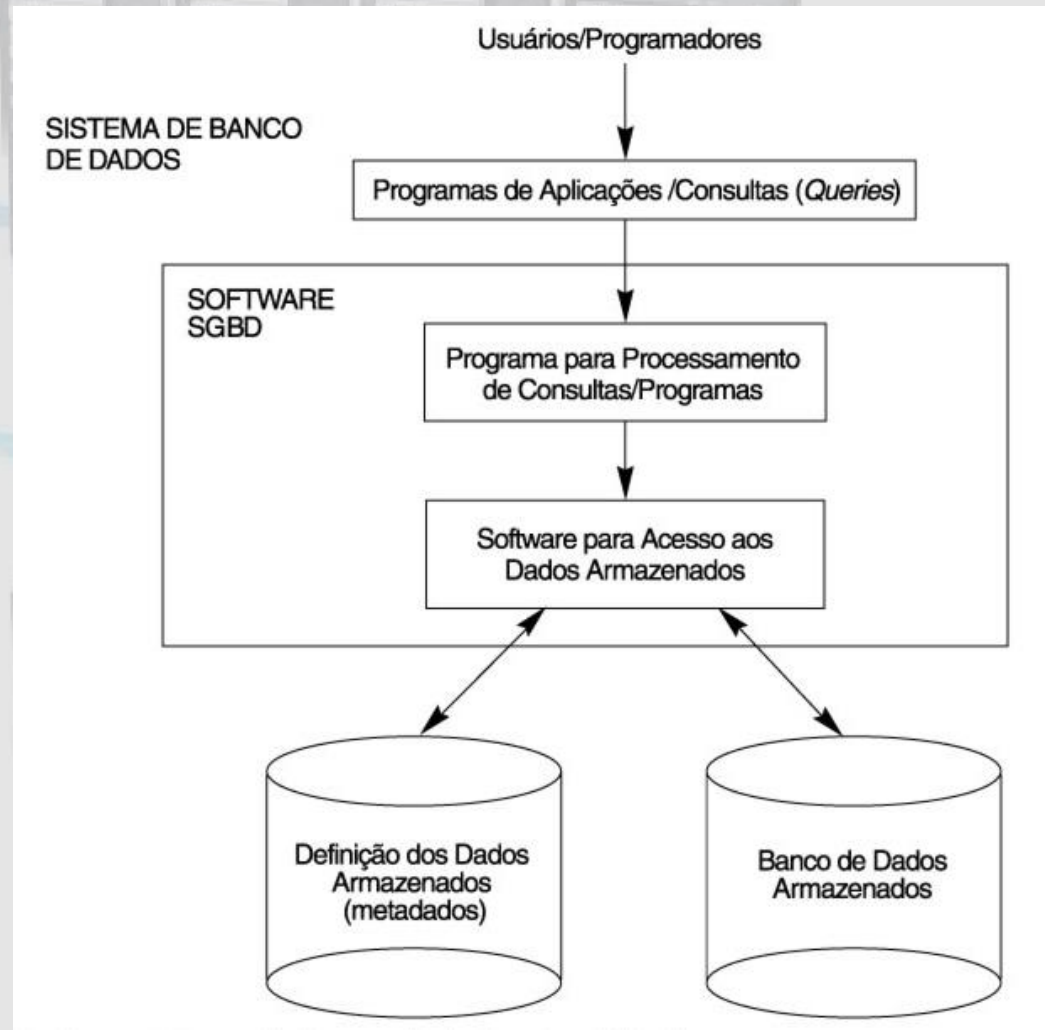 Usuários/Programadores
SISTEMA DE BANCO
DE DADOS
Programas de Aplicações /Consultas (Queries)
SOFTWARE
SGBD
Programa para Processamento
de Consultas/Programas
Software para Acesso aos
Dados Armazenados
Definição dos Dados
Armazenados
(metadados)
Banco de Dados
Armazenados